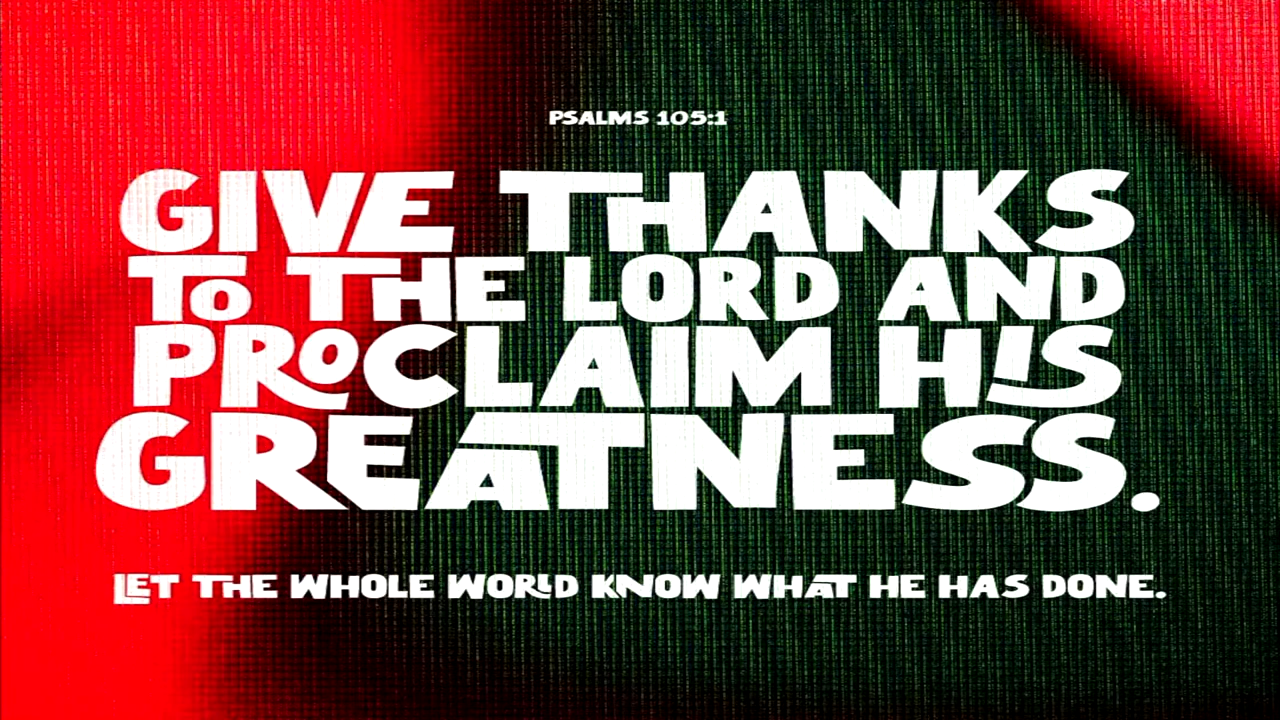 PSALMS 105:1
GIVE THANKS
TO THE LORD AND
PROCLAIM HIS
GREATNESS.
LET THE WHOLE WORLD KNOW WHAT HE HAS DONE.